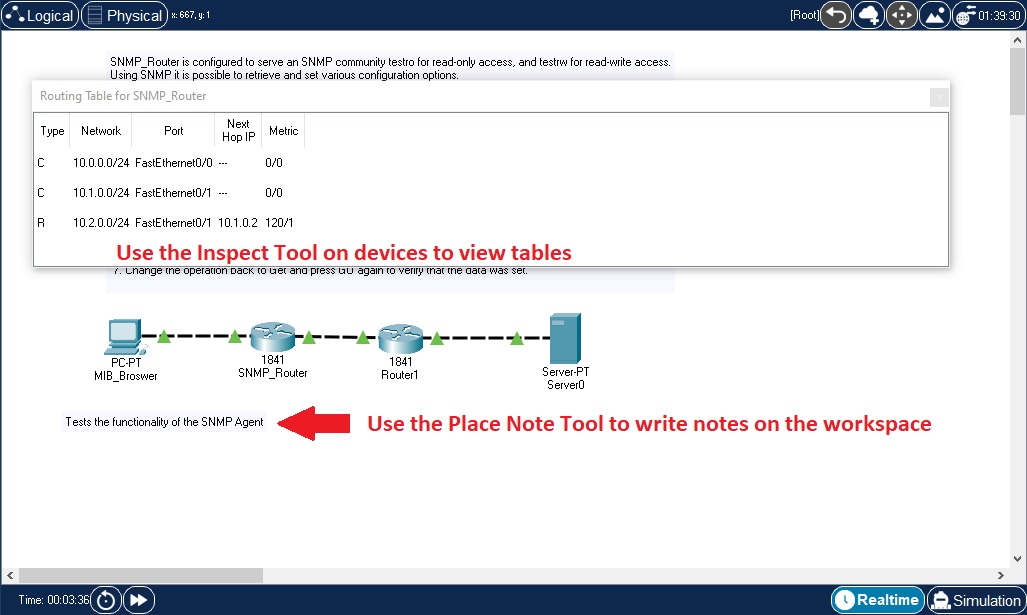 Logical
Physical
x: 667, y: 1
[Root]
01:39:30
SNMP_Router is configured to serve an SNMP community testro for read-only access, and testrw for read-write access.
Using SNMP it is possible to retrieve and set various configuration options.
Routing Table for SNMP_Router
Type Network Port Next Hop IP Metric
C 10.0.0.0/24 FastEthernet0/0 --- 0/0
C 10.1.0.0/24 FastEthernet0/1 --- 0/0
R 10.2.0.0/24 FastEthernet0/1 10.1.0.2 120/1
Use the Inspect Tool on devices to view tables
7. Change the operation back to Get and press GO again to verify that the data was set.
PC-PT
MIB_Broswer
1841
SNMP_Router
1841
Router1
Server-PT
Server0
Tests the functionality of the SNMP Agent
Use the Place Note Tool to write notes on the workspace
Time: 00:03:36
Realtime
Simulation